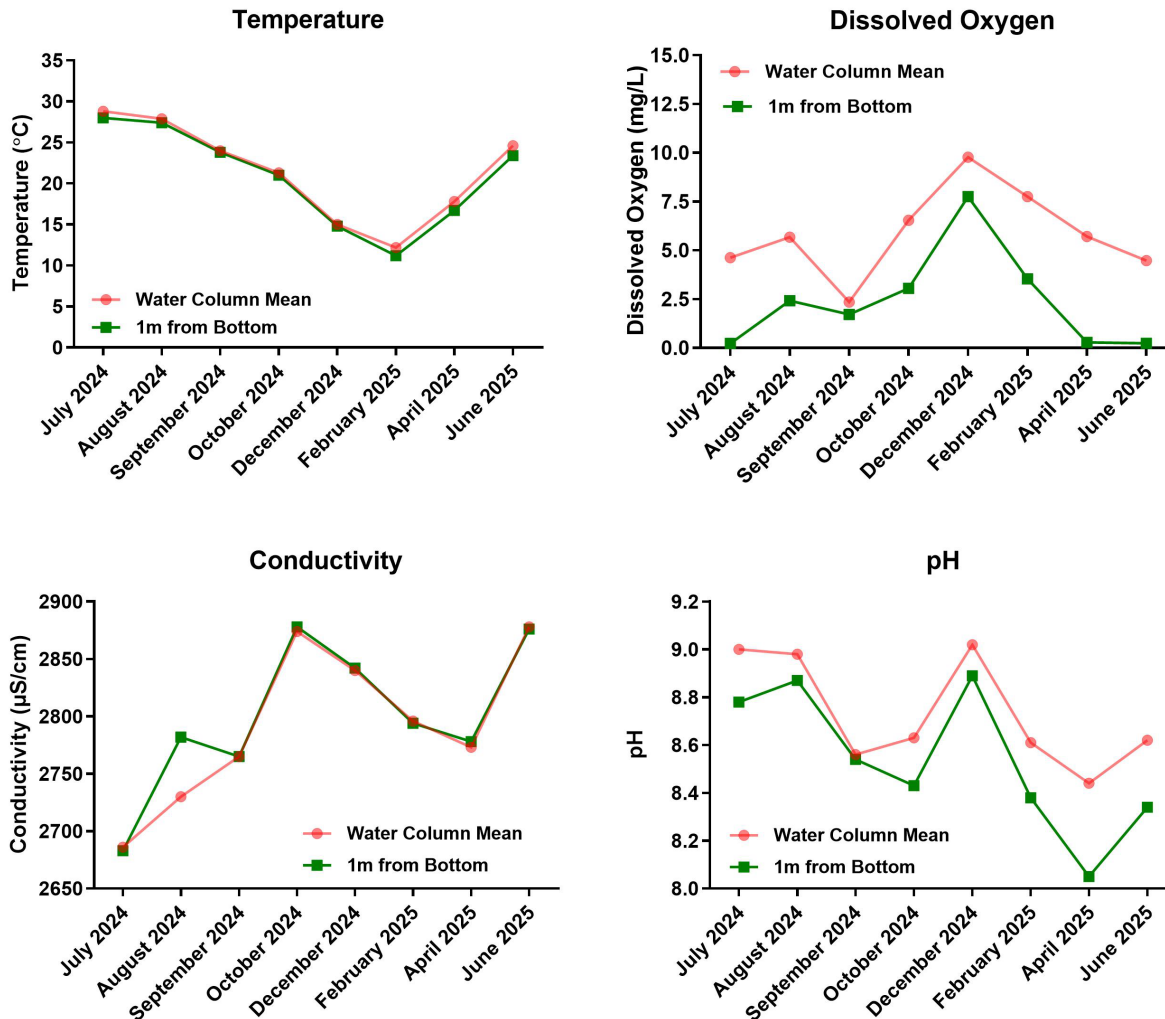 Temperature
Temperature (°C)
35
30
25
20
15
10
5
0
Water Column Mean
1m from Bottom
July 2024
August 2024
September 2024
October 2024
December 2024
February 2025
April 2025
June 2025
Dissolved Oxygen
Dissolved Oxygen (mg/L)
15.0
12.5
10.0
7.5
5.0
2.5
0.0
Water Column Mean
1m from Bottom
July 2024
August 2024
September 2024
October 2024
December 2024
February 2025
April 2025
June 2025
Conductivity
Conductivity (µS/cm)
2900
2850
2800
2750
2700
2650
Water Column Mean
1m from Bottom
July 2024
August 2024
September 2024
October 2024
December 2024
February 2025
April 2025
June 2025
pH
pH
9.2
9.0
8.8
8.6
8.4
8.2
8.0
Water Column Mean
1m from Bottom
July 2024
August 2024
September 2024
October 2024
December 2024
February 2025
April 2025
June 2025